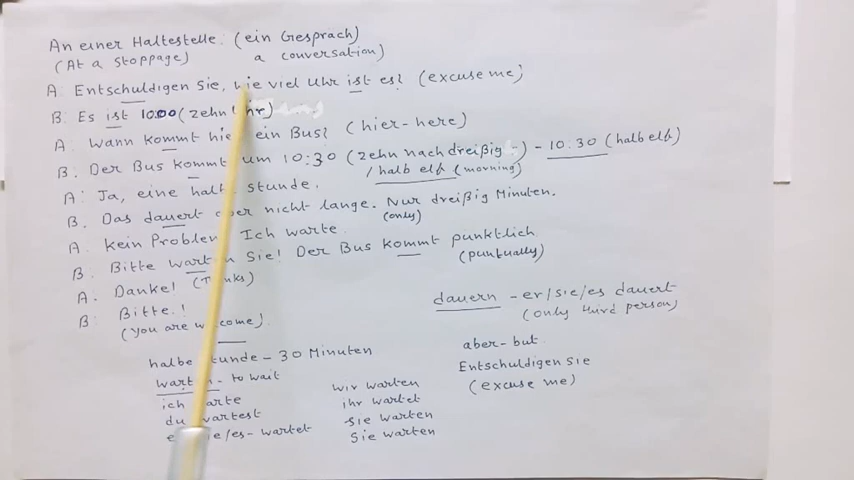 An einer Haltestelle. (ein Gesprach)
(At a stoppage) a conversation)
A: Entschuldigen Sie, wie viel Uhr ist es? (excuse me)
B: Es ist 10.00 (zehn Uhr)
A: Wann kommt hier ein Bus? (hier-here)
B. Der Bus kommt um 10:30 (zehn nach dreißig) - 10.30 (halb elf)
/ halb elf (morning)
A: Ja, eine halbe stunde.
B. Das dauert aber nicht lange. Nur dreißig Minuten.
(only)
A: Kein Problem Ich warte.
B: Bitte warten Sie! Der Bus kommt punktlich
(puntually)
A: Danke! (Thanks)
B: Bitte.!
(you are welcome!
dauern - er/sie/es dauert
(only third person)
halbe stunde - 30 Minuten
warten - to wait
ich warte
du wartest
er/sie/es - wartet
wir warten
ihr wartet
sie warten
Sie warten
aber-but
Entschuldigen sie
(excuse me)